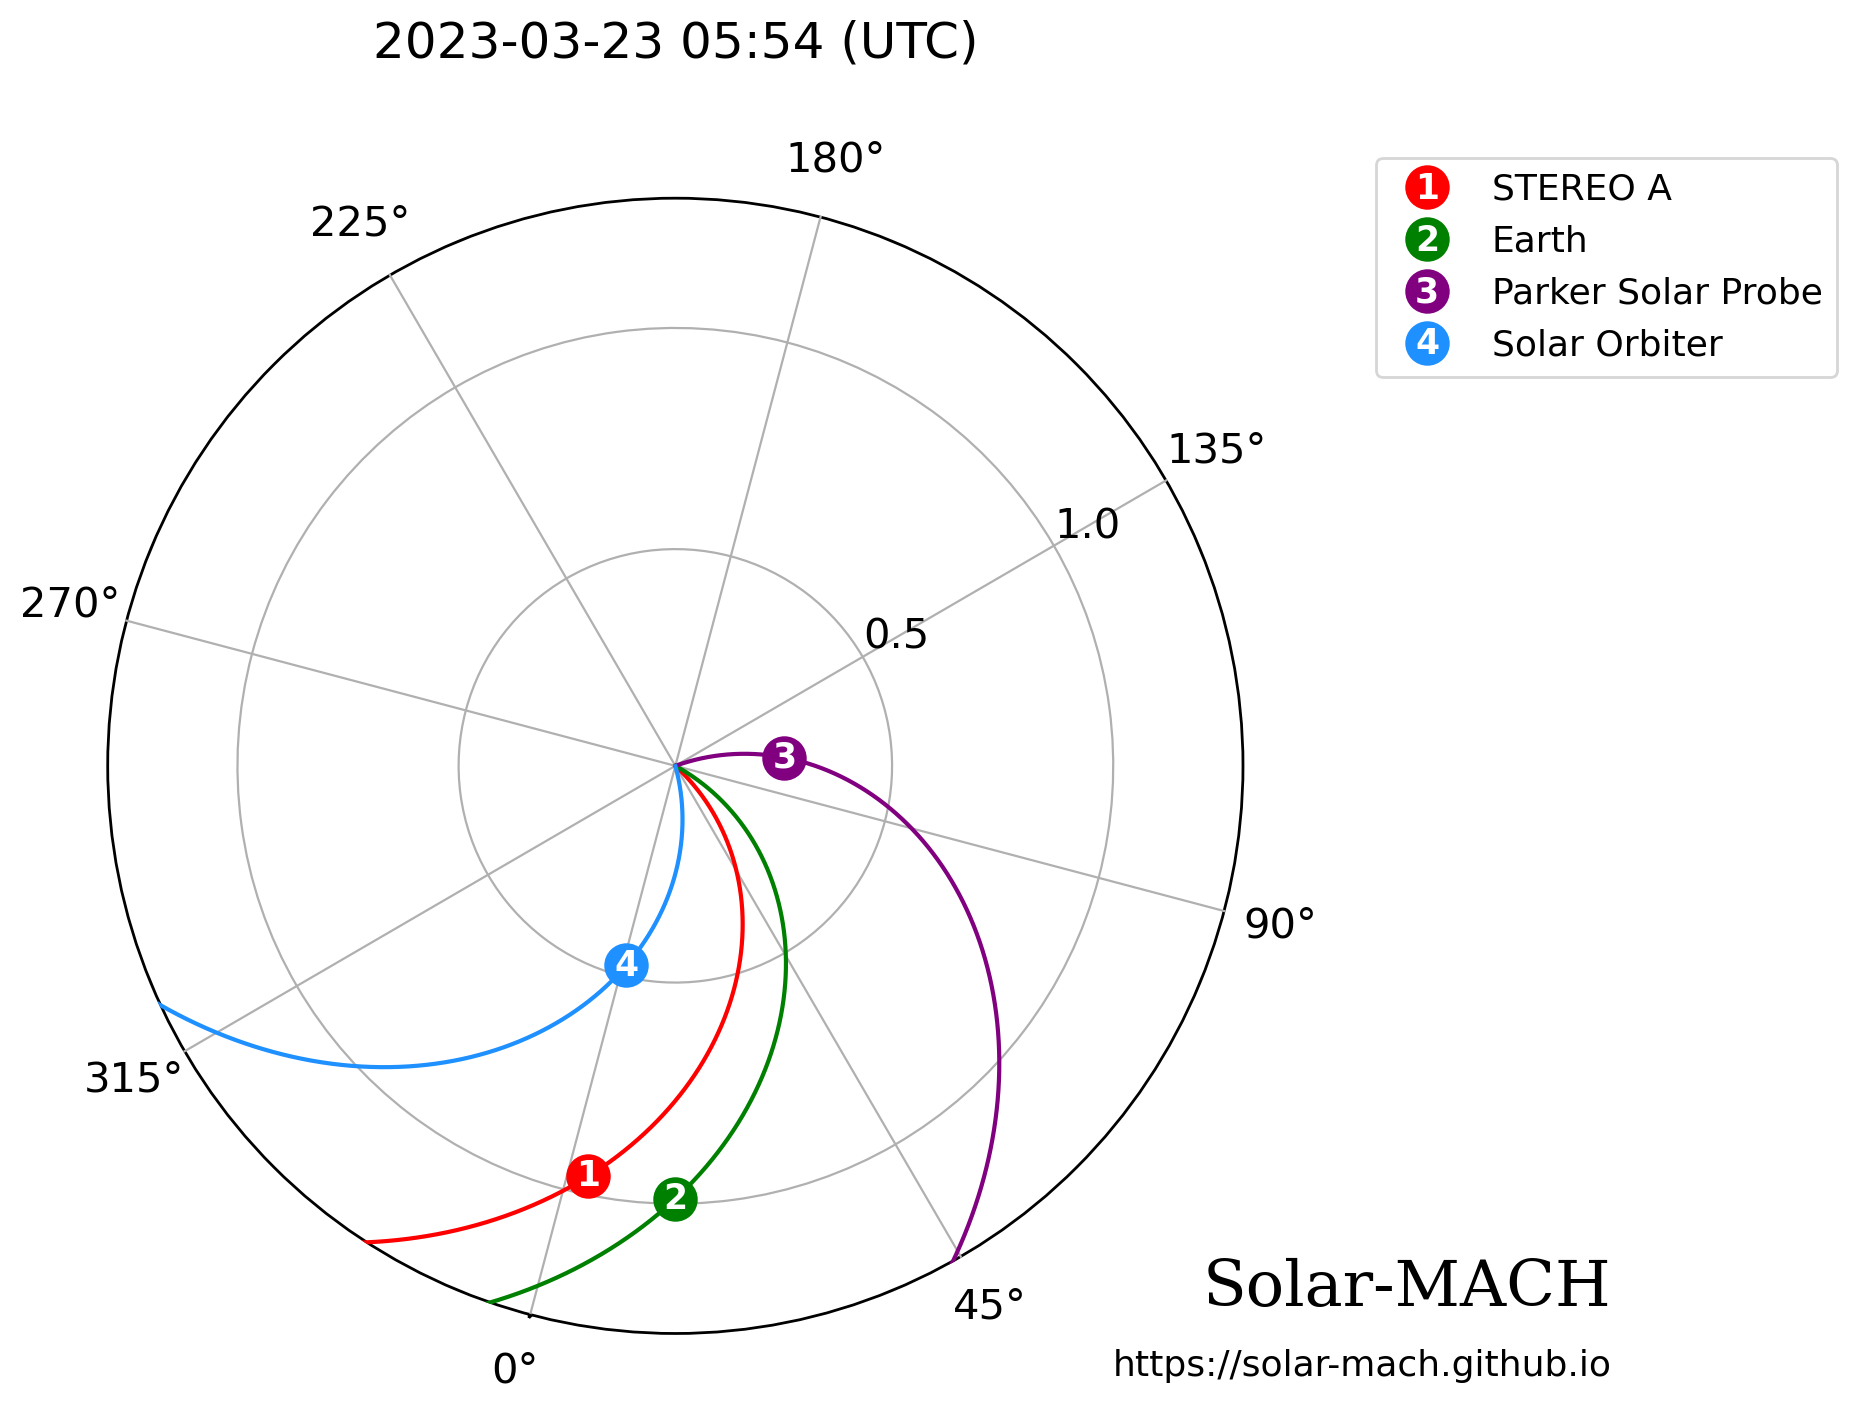 2023-03-23 05:54 (UTC)
180°
225°
135°
1.0
270°
0.5
315°
90°
45°
0°
1 STEREO A
2 Earth
3 Parker Solar Probe
4 Solar Orbiter
3
4
1
2
Solar-MACH
https://solar-mach.github.io